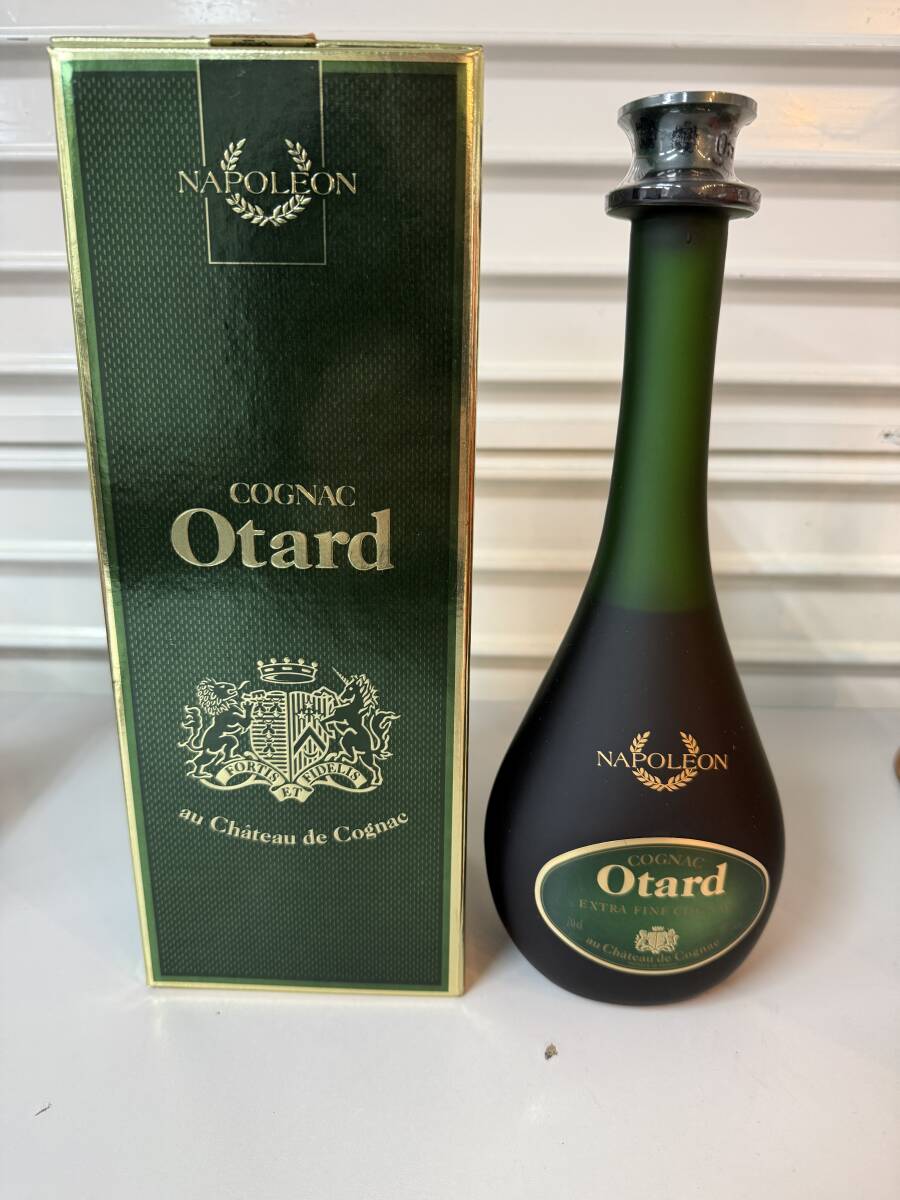 NAPOLEON
COGNAC
Otard
FORTIS ET FIDELIS
au Château de Cognac
NAPOLEON
COGNAC
Otard
EXTRA FINE COGNAC
70cl
au Château de Cognac